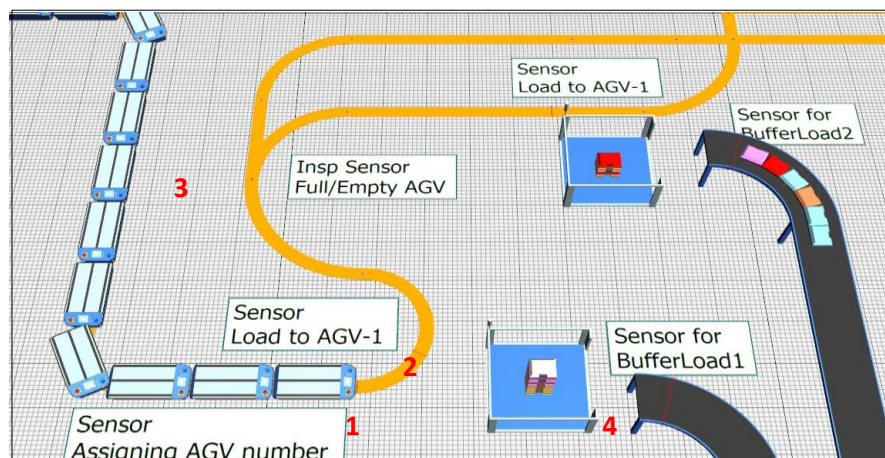 Sensor
Load to AGV-1
Sensor for
BufferLoad2
Insp Sensor
Full/Empty AGV
3
Sensor
Load to AGV-1
Sensor for
BufferLoad1
2
Sensor
Assigning AGV number
1
4